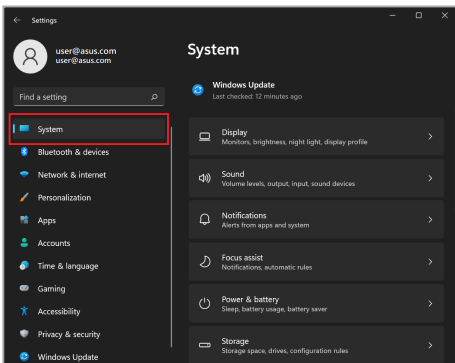 Settings
user@asus.com
user@asus.com
Find a setting
System
Bluetooth & devices
Network & internet
Personalization
Apps
Accounts
Time & language
Gaming
Accessibility
Privacy & security
Windows Update
System
Windows Update
Last checked: 12 minutes ago
Display
Monitors, brightness, night light, display profile
Sound
Volume levels, output, input, sound devices
Notifications
Alerts from apps and system
Focus assist
Notifications, automatic rules
Power & battery
Sleep, battery usage, battery saver
Storage
Storage space, drives, configuration rules